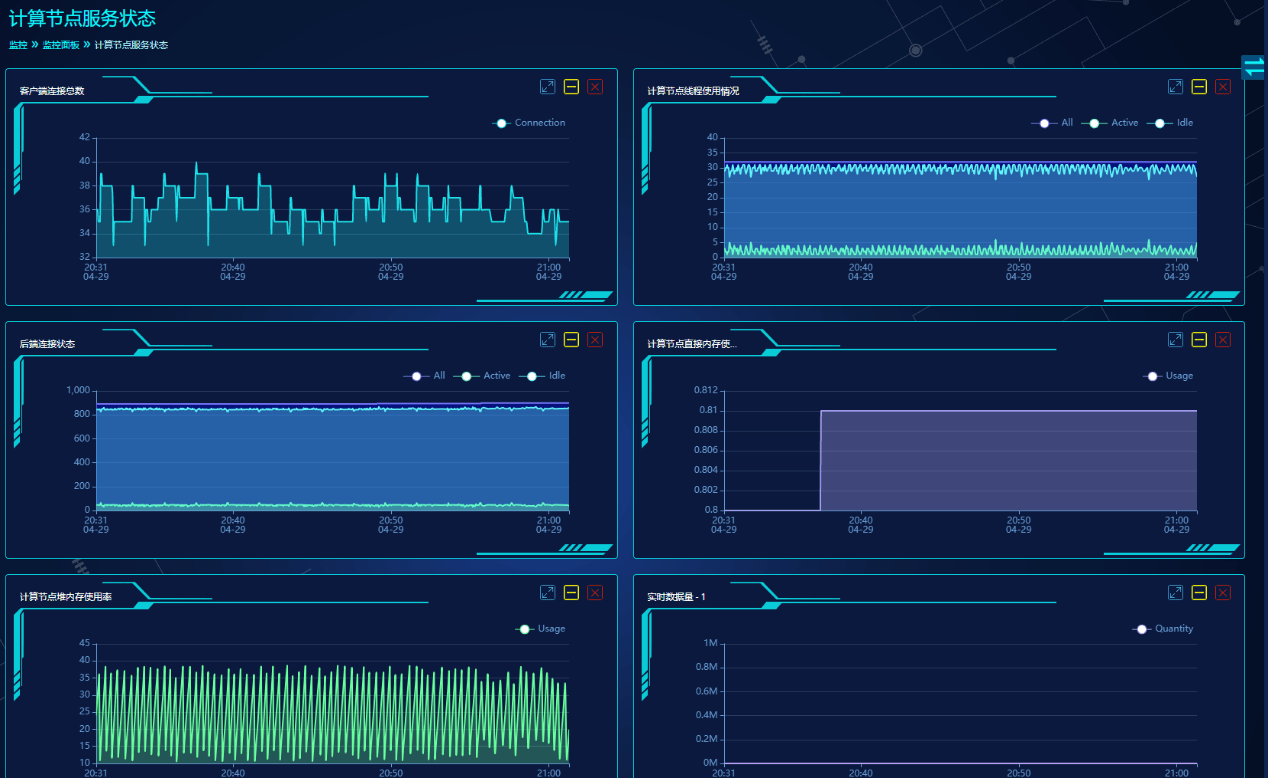 计算节点服务状态
监控 » 监控面板 » 计算节点服务状态
客户端连接总数
Connection
42
40
38
36
34
32
20:31 20:40 20:50 21:00
04-29 04-29 04-29 04-29
计算节点线程使用情况
All Active Idle
40
35
30
25
20
15
10
5
0
20:31 20:40 20:50 21:00
04-29 04-29 04-29 04-29
后端连接状态
All Active Idle
1,000
800
600
400
200
0
20:31 20:40 20:50 21:00
04-29 04-29 04-29 04-29
计算节点直接内存使...
Usage
0.812
0.81
0.808
0.806
0.804
0.802
0.8
20:31 20:40 20:50 21:00
04-29 04-29 04-29 04-29
计算节点堆内存使用率
Usage
45
40
35
30
25
20
15
10
20:31 20:40 20:50 21:00
实时数据量 - 1
Quantity
1M
0.8M
0.6M
0.4M
0.2M
0M
20:31 20:40 20:50 21:00